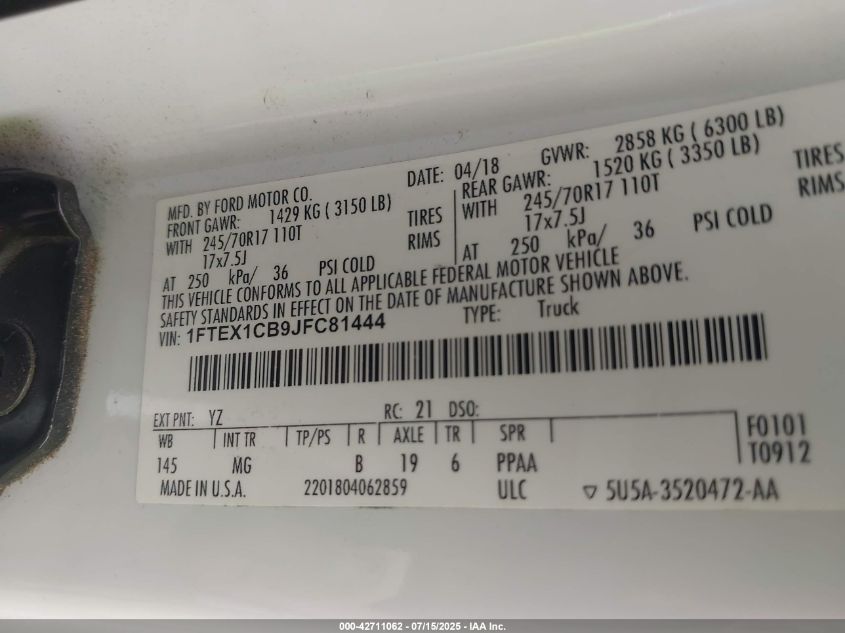 MFD. BY FORD MOTOR CO.
DATE: 04/18
GVWR: 2858 KG ( 6300 LB)
FRONT GAWR: 1429 KG ( 3150 LB)
REAR GAWR: 1520 KG ( 3350 LB)
WITH 245/70R17 110T TIRES
WITH 245/70R17 110T TIRES
17x7.5J RIMS
17x7.5J RIMS
AT 250 kPa/ 36 PSI COLD
AT 250 kPa/ 36 PSI COLD
THIS VEHICLE CONFORMS TO ALL APPLICABLE FEDERAL MOTOR VEHICLE
SAFETY STANDARDS IN EFFECT ON THE DATE OF MANUFACTURE SHOWN ABOVE.
VIN: 1FTEX1CB9JFC81444
TYPE: Truck
EXT PNT: YZ RC: 21 DSO:
WB INT TR TP/PS R AXLE TR SPR
F0101
145 MG B 19 6 PPAA
T0912
MADE IN U.S.A. 2201804062859 ULC ▽ 5U5A-3520472-AA
000-42711062 - 07/15/2025 - IAA Inc.